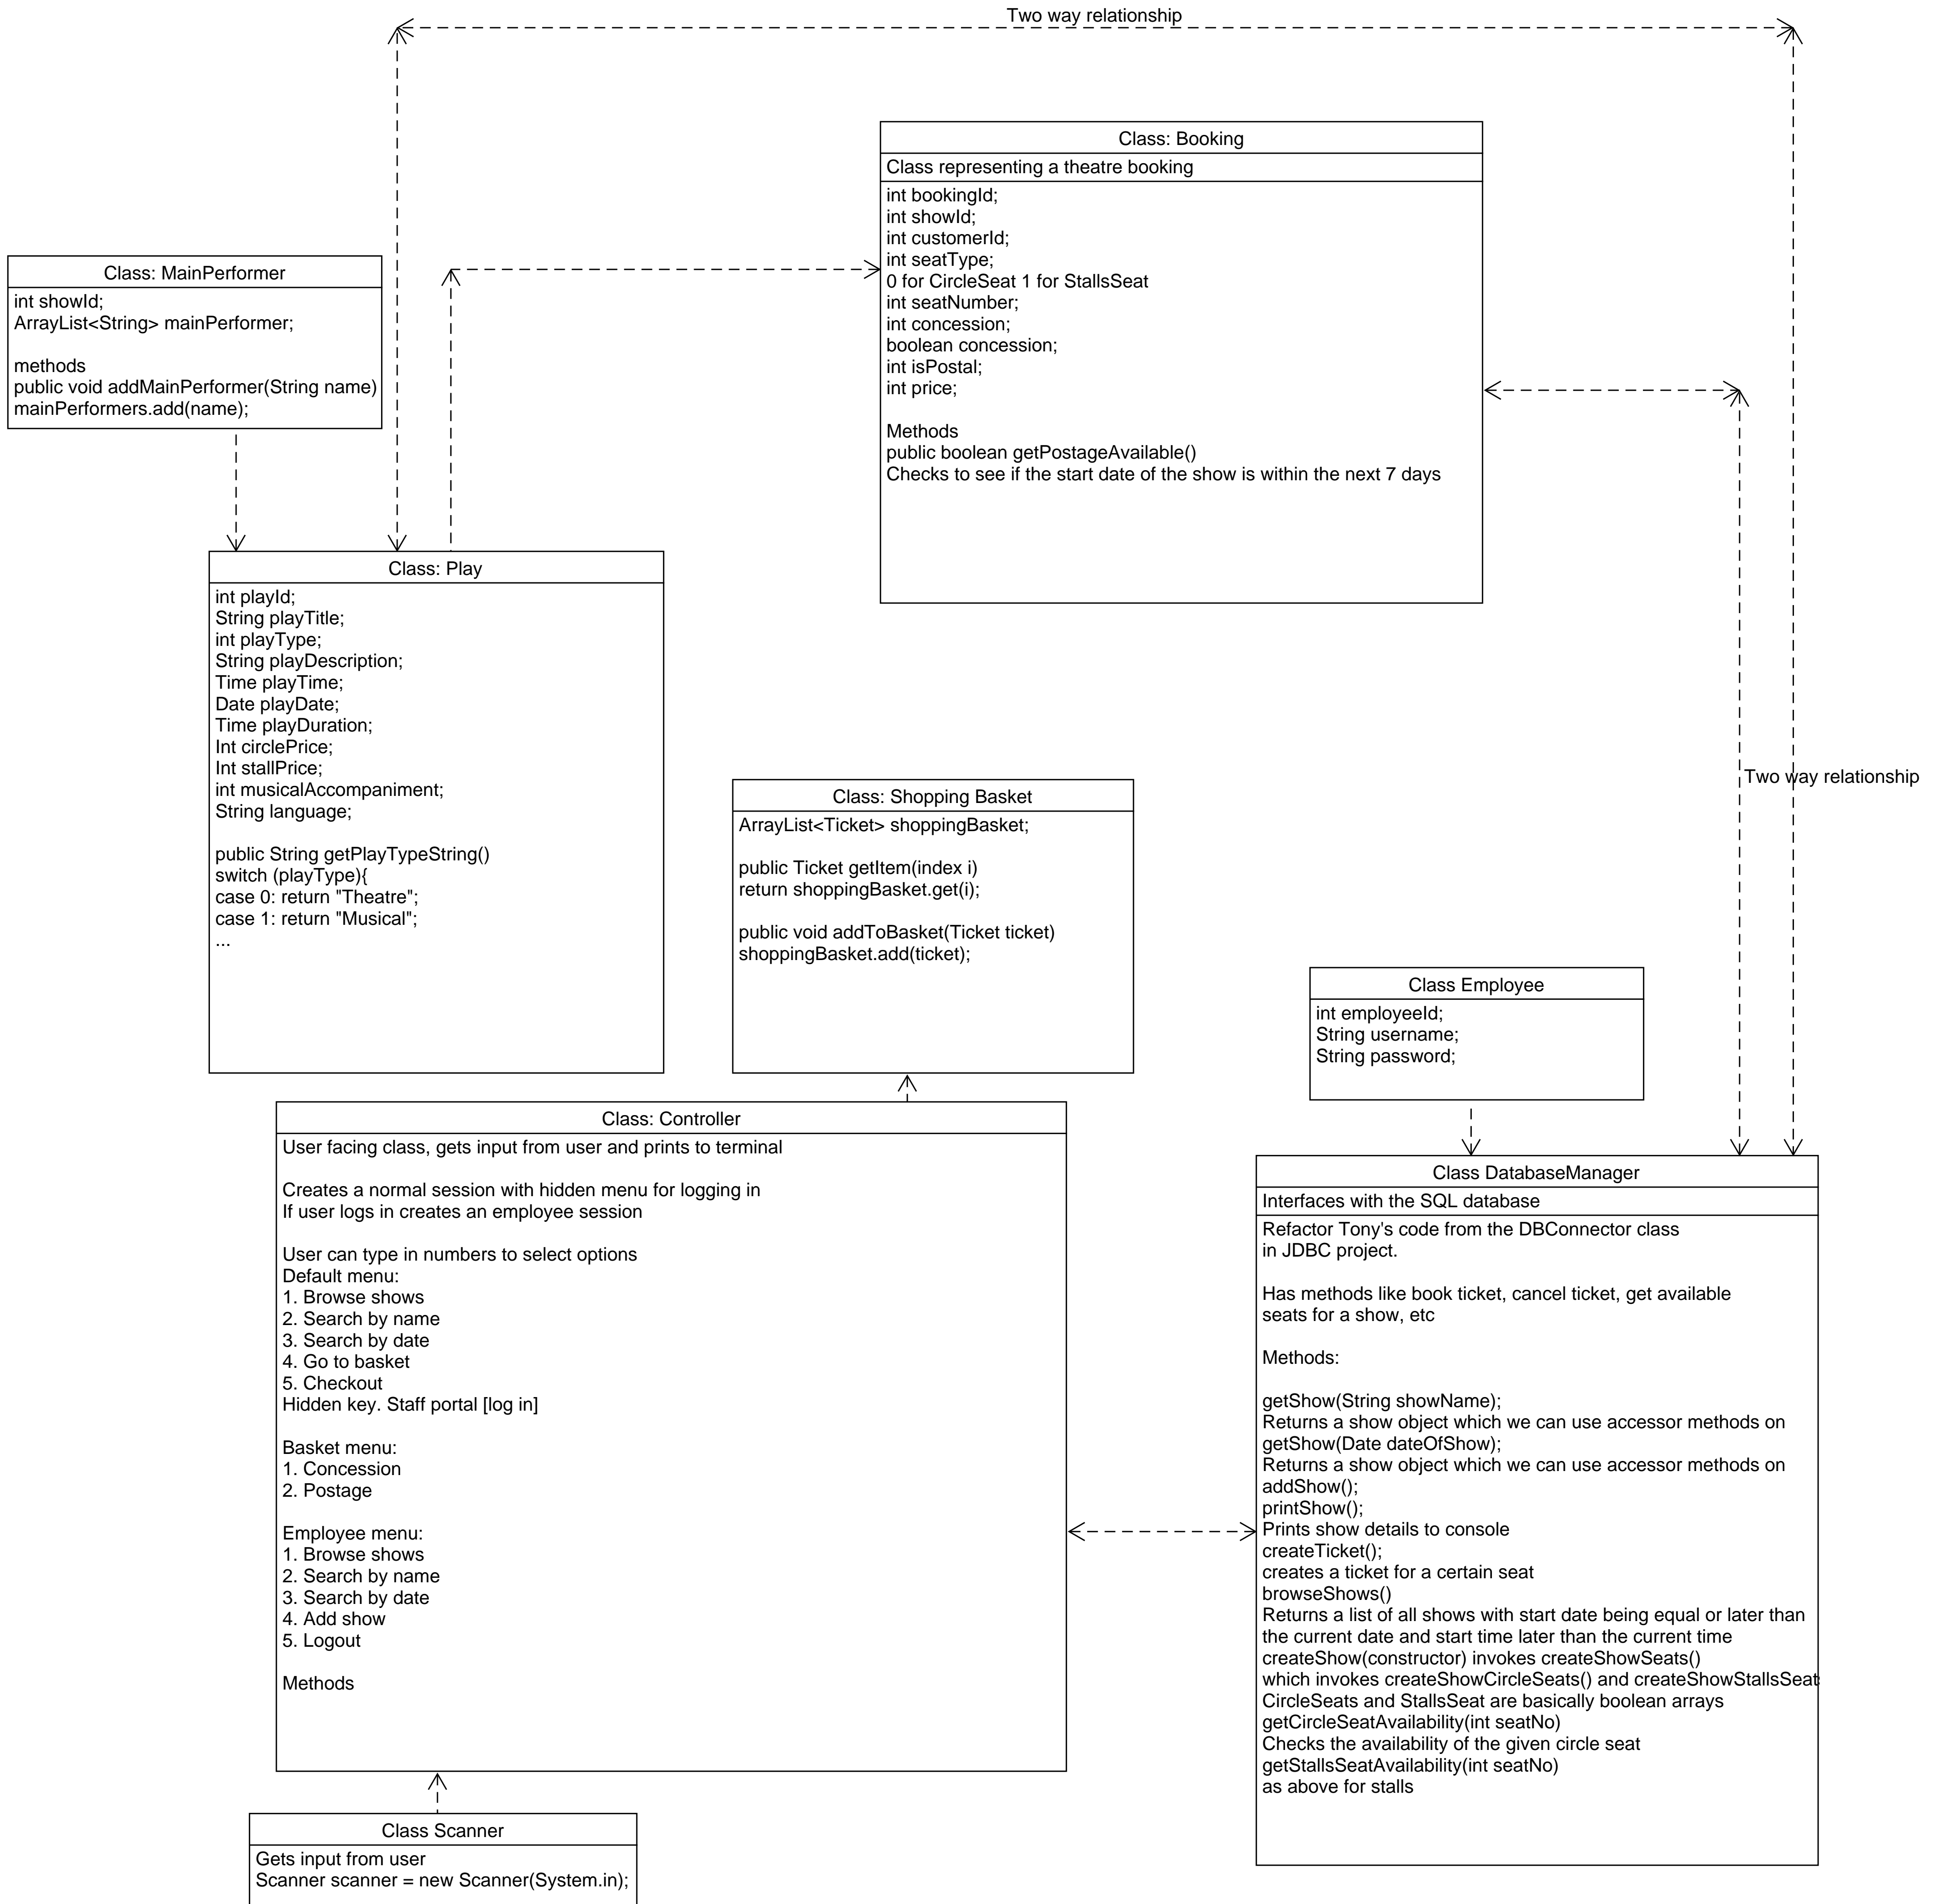 Two way relationship
Class: Booking
Class representing a theatre booking
int bookingId;
int showId;
int customerId;
int seatType;
0 for CircleSeat 1 for StallsSeat
int seatNumber;
int concession;
boolean concession;
int isPostal;
int price;
Methods
public boolean getPostageAvailable()
Checks to see if the start date of the show is within the next 7 days
Class: MainPerformer
int showId;
ArrayList<String> mainPerformer;
methods
public void addMainPerformer(String name)
mainPerformers.add(name);
Class: Play
int playId;
String playTitle;
int playType;
String playDescription;
Time playTime;
Date playDate;
Time playDuration;
Int circlePrice;
Int stallPrice;
int musicalAccompaniment;
String language;
public String getPlayTypeString()
switch (playType){
case 0: return "Theatre";
case 1: return "Musical";
...
Class: Shopping Basket
ArrayList<Ticket> shoppingBasket;
public Ticket getItem(index i)
return shoppingBasket.get(i);
public void addToBasket(Ticket ticket)
shoppingBasket.add(ticket);
Two way relationship
Class Employee
int employeeId;
String username;
String password;
Class: Controller
User facing class, gets input from user and prints to terminal
Creates a normal session with hidden menu for logging in
If user logs in creates an employee session
User can type in numbers to select options
Default menu:
1. Browse shows
2. Search by name
3. Search by date
4. Go to basket
5. Checkout
Hidden key. Staff portal [log in]
Basket menu:
1. Concession
2. Postage
Employee menu:
1. Browse shows
2. Search by name
3. Search by date
4. Add show
5. Logout
Methods
Class DatabaseManager
Interfaces with the SQL database
Refactor Tony's code from the DBConnector class
in JDBC project.
Has methods like book ticket, cancel ticket, get available
seats for a show, etc
Methods:
getShow(String showName);
Returns a show object which we can use accessor methods on
getShow(Date dateOfShow);
Returns a show object which we can use accessor methods on
addShow();
printShow();
Prints show details to console
createTicket();
creates a ticket for a certain seat
browseShows()
Returns a list of all shows with start date being equal or later than
the current date and start time later than the current time
createShow(constructor) invokes createShowSeats()
which invokes createShowCircleSeats() and createShowStallsSeats
CircleSeats and StallsSeat are basically boolean arrays
getCircleSeatAvailability(int seatNo)
Checks the availability of the given circle seat
getStallsSeatAvailability(int seatNo)
as above for stalls
Class Scanner
Gets input from user
Scanner scanner = new Scanner(System.in);